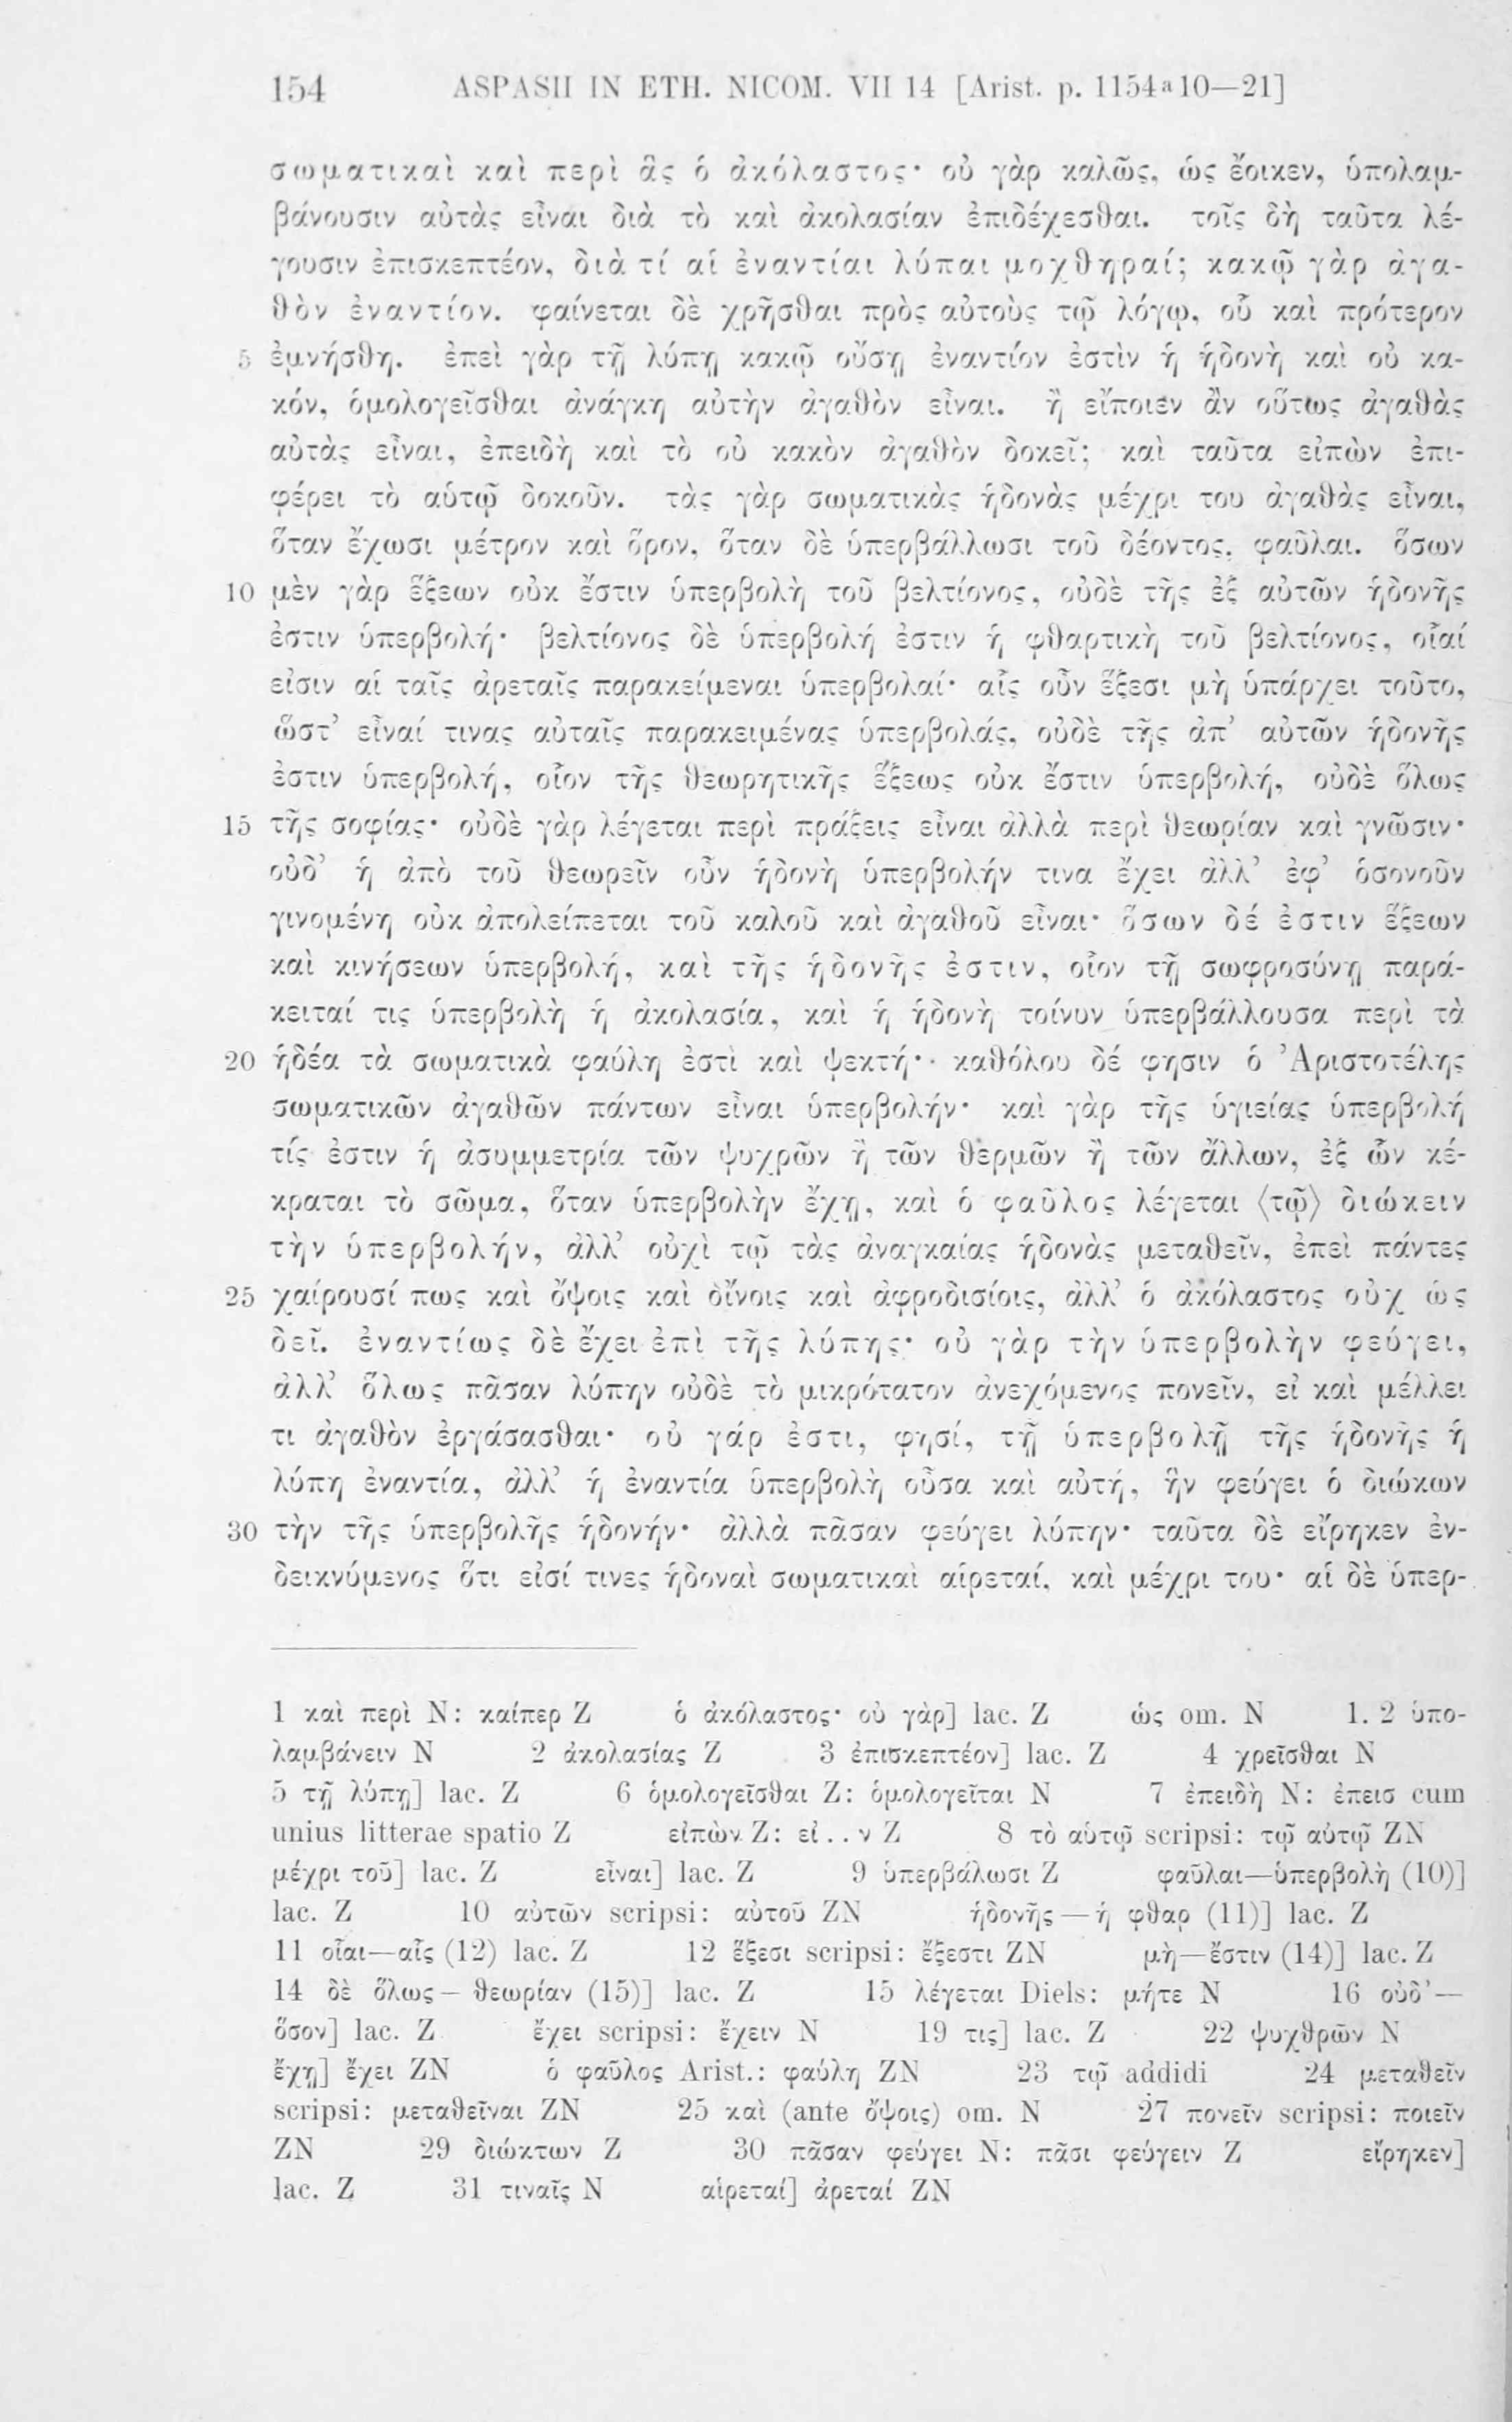 154 ASPASII IN ETH. NICOM. VII 14 [Arist. p. 1154ᵃ10—21]
σωματικαὶ καὶ περὶ ἃς ὁ ἀκόλαστος· οὐ γὰρ καλῶς, ὡς ἔοικεν, ὑπολαμ-
βάνουσιν αὐτὰς εἶναι διὰ τὸ καὶ ἀκολασίαν ἐπιδέχεσθαι. τοῖς δὴ ταῦτα λέ-
γουσιν ἐπισκεπτέον, διὰ τί αἱ ἐναντίαι λύπαι μοχθηραί; κακῷ γὰρ ἀγα-
θὸν ἐναντίον. φαίνεται δὲ χρῆσθαι πρὸς αὐτοὺς τῷ λόγῳ, οὗ καὶ πρότερον
5 ἐμνήσθη. ἐπεὶ γὰρ τῇ λύπῃ κακῷ οὔσῃ ἐναντίον ἐστὶν ἡ ἡδονὴ καὶ οὐ κα-
κόν, ὁμολογεῖσθαι ἀνάγκη αὐτὴν ἀγαθὸν εἶναι. ἢ εἴποιεν ἂν οὕτως ἀγαθὰς
αὐτὰς εἶναι, ἐπειδὴ καὶ τὸ οὐ κακὸν ἀγαθὸν δοκεῖ; καὶ ταῦτα εἰπὼν ἐπι-
φέρει τὸ αὑτῷ δοκοῦν. τὰς γὰρ σωματικὰς ἡδονὰς μέχρι του ἀγαθὰς εἶναι,
ὅταν ἔχωσι μέτρον καὶ ὅρον, ὅταν δὲ ὑπερβάλλωσι τοῦ δέοντος, φαῦλαι. ὅσων
10 μὲν γὰρ ἕξεων οὐκ ἔστιν ὑπερβολὴ τοῦ βελτίονος, οὐδὲ τῆς ἐξ αὐτῶν ἡδονῆς
ἐστιν ὑπερβολή· βελτίονος δὲ ὑπερβολή ἐστιν ἡ φθαρτικὴ τοῦ βελτίονος, οἷαί
εἰσιν αἱ ταῖς ἀρεταῖς παρακείμεναι ὑπερβολαί· αἷς οὖν ἕξεσι μὴ ὑπάρχει τοῦτο,
ὥστ’ εἶναί τινας αὐταῖς παρακειμένας ὑπερβολάς, οὐδὲ τῆς ἀπ’ αὐτῶν ἡδονῆς
ἐστιν ὑπερβολή, οἷον τῆς θεωρητικῆς ἕξεως οὐκ ἔστιν ὑπερβολή, οὐδὲ ὅλως
15 τῆς σοφίας· οὐδὲ γὰρ λέγεται περὶ πράξεις εἶναι ἀλλὰ περὶ θεωρίαν καὶ γνῶσιν·
οὐδ’ ἡ ἀπὸ τοῦ θεωρεῖν οὖν ἡδονὴ ὑπερβολήν τινα ἔχει ἀλλ’ ἐφ’ ὁσονοῦν
γινομένη οὐκ ἀπολείπεται τοῦ καλοῦ καὶ ἀγαθοῦ εἶναι· ὅσων δέ ἐστιν ἕξεων
καὶ κινήσεων ὑπερβολή, καὶ τῆς ἡδονῆς ἐστιν, οἷον τῇ σωφροσύνῃ παρά-
κειταί τις ὑπερβολὴ ἡ ἀκολασία, καὶ ἡ ἡδονὴ τοίνυν ὑπερβάλλουσα περὶ τὰ
20 ἡδέα τὰ σωματικὰ φαύλη ἐστὶ καὶ ψεκτή· καθόλου δέ φησιν ὁ Ἀριστοτέλης
σωματικῶν ἀγαθῶν πάντων εἶναι ὑπερβολήν· καὶ γὰρ τῆς ὑγιείας ὑπερβολή
τίς ἐστιν ἡ ἀσυμμετρία τῶν ψυχρῶν ἢ τῶν θερμῶν ἢ τῶν ἄλλων, ἐξ ὧν κέ-
κραται τὸ σῶμα, ὅταν ὑπερβολὴν ἔχῃ, καὶ ὁ φαῦλος λέγεται ⟨τῷ⟩ διώκειν
τὴν ὑπερβολήν, ἀλλ’ οὐχὶ τῷ τὰς ἀναγκαίας ἡδονὰς μεταθεῖν, ἐπεὶ πάντες
25 χαίρουσί πως καὶ ὄψοις καὶ οἴνοις καὶ ἀφροδισίοις, ἀλλ’ ὁ ἀκόλαστος οὐχ ὡς
δεῖ. ἐναντίως δὲ ἔχει ἐπὶ τῆς λύπης· οὐ γὰρ τὴν ὑπερβολὴν φεύγει,
ἀλλ’ ὅλως πᾶσαν λύπην οὐδὲ τὸ μικρότατον ἀνεχόμενος πονεῖν, εἰ καὶ μέλλει
τι ἀγαθὸν ἐργάσασθαι· οὐ γάρ ἐστι, φησί, τῇ ὑπερβολῇ τῆς ἡδονῆς ἡ
λύπη ἐναντία, ἀλλ’ ἡ ἐναντία ὑπερβολὴ οὖσα καὶ αὐτή, ἣν φεύγει ὁ διώκων
30 τὴν τῆς ὑπερβολῆς ἡδονήν· ἀλλὰ πᾶσαν φεύγει λύπην· ταῦτα δὲ εἴρηκεν ἐν-
δεικνύμενος ὅτι εἰσί τινες ἡδοναὶ σωματικαὶ αἱρεταί, καὶ μέχρι του· αἱ δὲ ὑπερ-
1 καὶ περὶ N: καίπερ Z ὁ ἀκόλαστος· οὐ γὰρ] lac. Z ὡς om. N 1. 2 ὑπο-
λαμβάνειν N 2 ἀκολασίας Z 3 ἐπισκεπτέον] lac. Z 4 χρεῖσθαι N
5 τῇ λύπῃ] lac. Z 6 ὁμολογεῖσθαι Z: ὁμολογεῖται N 7 ἐπειδὴ N: ἐπεισ cum
unius litterae spatio Z εἰπὼν Z: εἰ . . ν Z 8 τὸ αὑτῷ scripsi: τῷ αὐτῷ ZN
μέχρι τοῦ] lac. Z εἶναι] lac. Z 9 ὑπερβάλωσι Z φαῦλαι—ὑπερβολὴ (10)]
lac. Z 10 αὐτῶν scripsi: αὐτοῦ ZN ἡδονῆς—ἡ φθαρ (11)] lac. Z
11 οἷαι—αἷς (12) lac. Z 12 ἕξεσι scripsi: ἔξεστι ZN μὴ—ἔστιν (14)] lac. Z
14 δὲ ὅλως—θεωρίαν (15)] lac. Z 15 λέγεται Diels: μήτε N 16 οὐδ’—
ὅσον] lac. Z ἔχει scripsi: ἔχειν N 19 τις] lac. Z 22 ψυχθρῶν N
ἔχῃ] ἔχει ZN ὁ φαῦλος Arist.: φαύλη ZN 23 τῷ addidi 24 μεταθεῖν
scripsi: μεταθεῖναι ZN 25 καὶ (ante ὄψοις) om. N 27 πονεῖν scripsi: ποιεῖν
ZN 29 διώκτων Z 30 πᾶσαν φεύγει N: πᾶσι φεύγειν Z εἴρηκεν]
lac. Z 31 τιναῖς N αἱρεταί] ἀρεταί ZN